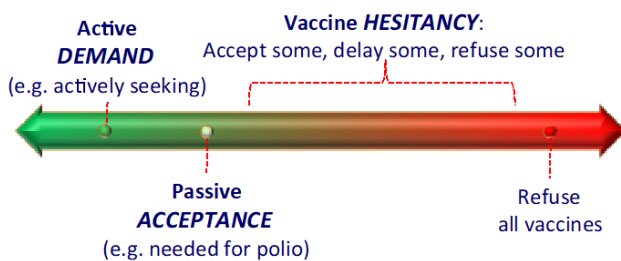 Active
DEMAND
(e.g. actively seeking)
Vaccine HESITANCY:
Accept some, delay some, refuse some
Passive
ACCEPTANCE
(e.g. needed for polio)
Refuse
all vaccines